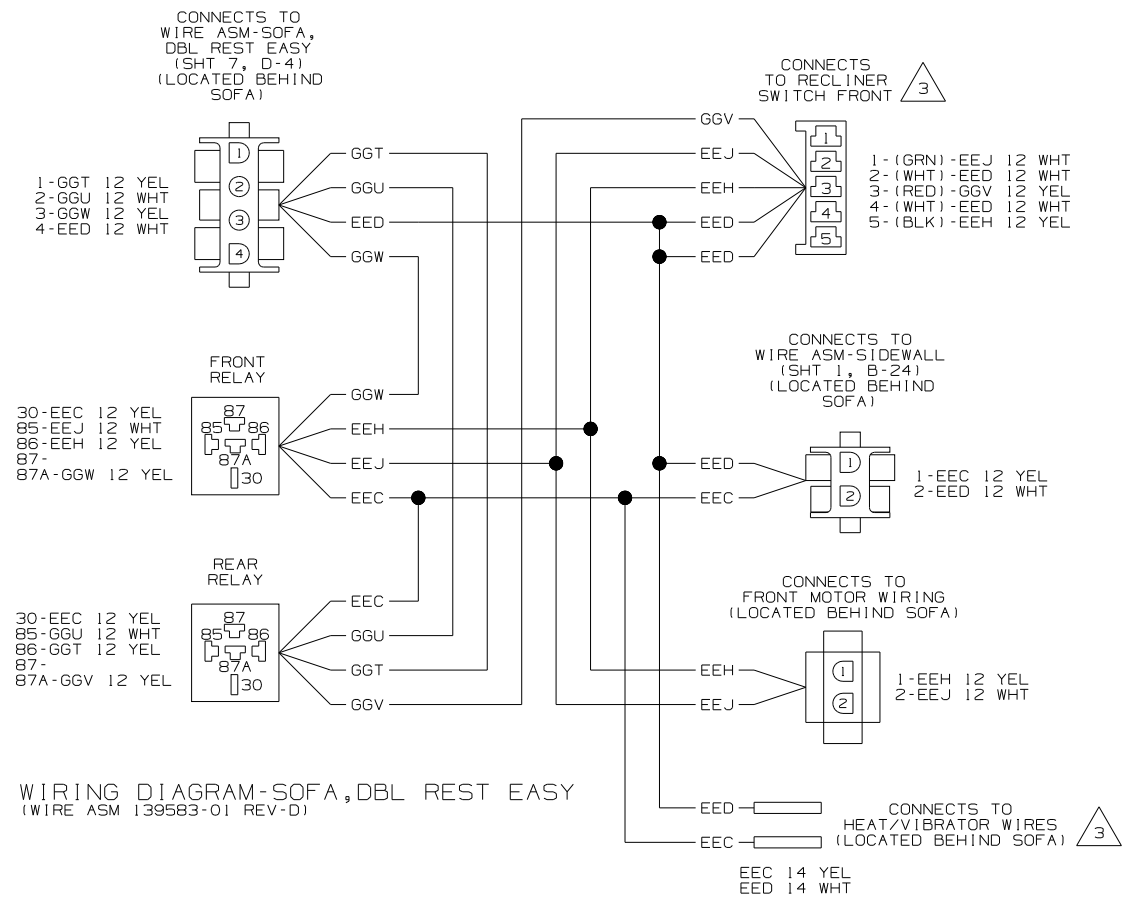 CONNECTS TO
WIRE ASM-SOFA,
DBL REST EASY
(SHT 7, D-4)
(LOCATED BEHIND
SOFA)
1
2
3
4
1-GGT 12 YEL
2-GGU 12 WHT
3-GGW 12 YEL
4-EED 12 WHT
GGT
GGU
EED
GGW
CONNECTS
TO RECLINER
SWITCH FRONT
3
GGV
EEJ
EEH
EED
EED
1
2
3
4
5
1-(GRN)-EEJ 12 WHT
2-(WHT)-EED 12 WHT
3-(RED)-GGV 12 YEL
4-(WHT)-EED 12 WHT
5-(BLK)-EEH 12 YEL
FRONT
RELAY
30-EEC 12 YEL
85-EEJ 12 WHT
86-EEH 12 YEL
87-
87A-GGW 12 YEL
87
85 86
87A
30
GGW
EEH
EEJ
EEC
CONNECTS TO
WIRE ASM-SIDEWALL
(SHT 1, B-24)
(LOCATED BEHIND
SOFA)
EED
EEC
1
2
1-EEC 12 YEL
2-EED 12 WHT
REAR
RELAY
30-EEC 12 YEL
85-GGU 12 WHT
86-GGT 12 YEL
87-
87A-GGV 12 YEL
87
85 86
87A
30
EEC
GGU
GGT
GGV
CONNECTS TO
FRONT MOTOR WIRING
(LOCATED BEHIND SOFA)
EEH
EEJ
1
2
1-EEH 12 YEL
2-EEJ 12 WHT
WIRING DIAGRAM-SOFA,DBL REST EASY
(WIRE ASM 139583-01 REV-D)
EED
EEC
CONNECTS TO
HEAT/VIBRATOR WIRES
(LOCATED BEHIND SOFA)
3
EEC 14 YEL
EED 14 WHT